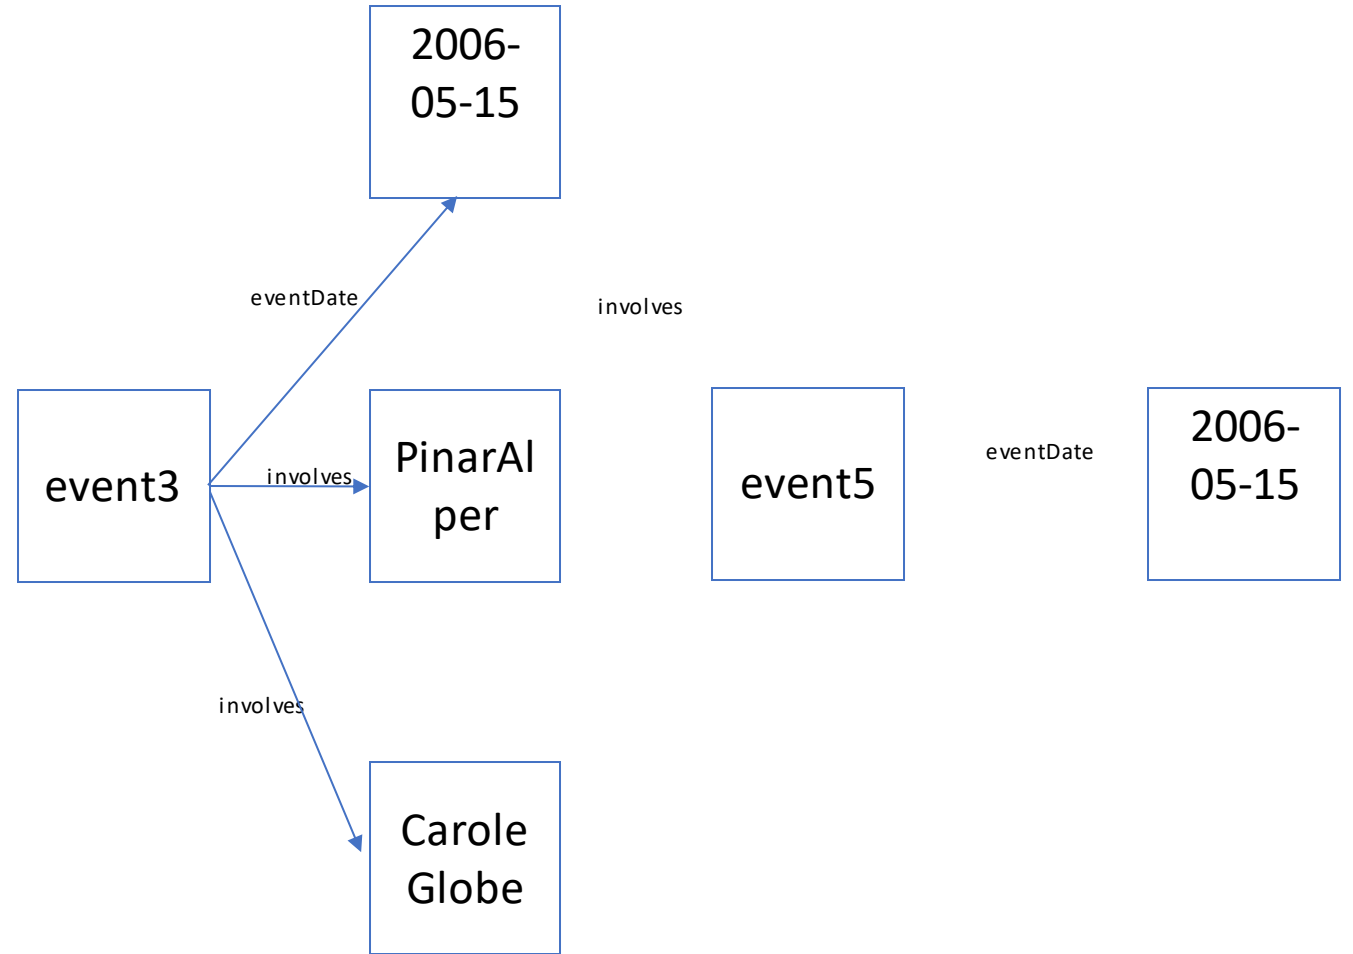 2006-
05-15
eventDate
involves
event3
involves
PinarAl
per
event5
eventDate
2006-
05-15
involves
Carole
Globe